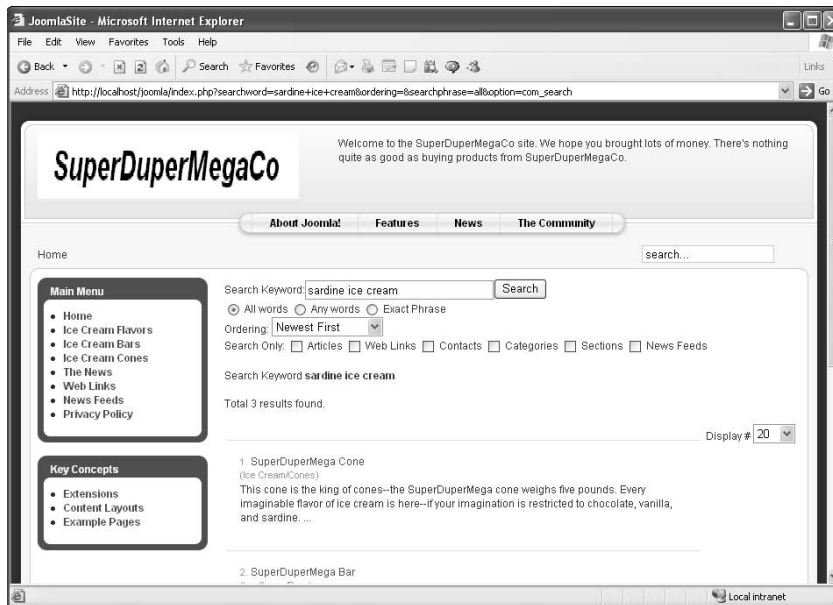 JoomlaSite - Microsoft Internet Explorer
File Edit View Favorites Tools Help
Back Search Favorites Links
Address http://localhost/joomla/index.php?searchword=sardine+ice+cream&ordering=&searchphrase=all&option=com_search Go
SuperDuperMegaCo
Welcome to the SuperDuperMegaCo site. We hope you brought lots of money. There's nothing
quite as good as buying products from SuperDuperMegaCo.
About Joomla! Features News The Community
Home
search...
Main Menu
Home
Ice Cream Flavors
Ice Cream Bars
Ice Cream Cones
The News
Web Links
News Feeds
Privacy Policy
Key Concepts
Extensions
Content Layouts
Example Pages
Search Keyword: sardine ice cream Search
All words Any words Exact Phrase
Ordering: Newest First
Search Only: Articles Web Links Contacts Categories Sections News Feeds
Search Keyword sardine ice cream
Total 3 results found.
Display # 20
1. SuperDuperMega Cone
(Ice Cream/Cones)
This cone is the king of cones--the SuperDuperMega cone weighs five pounds. Every
imaginable flavor of ice cream is here--if your imagination is restricted to chocolate, vanilla,
and sardine. ...
2. SuperDuperMega Bar
Local intranet